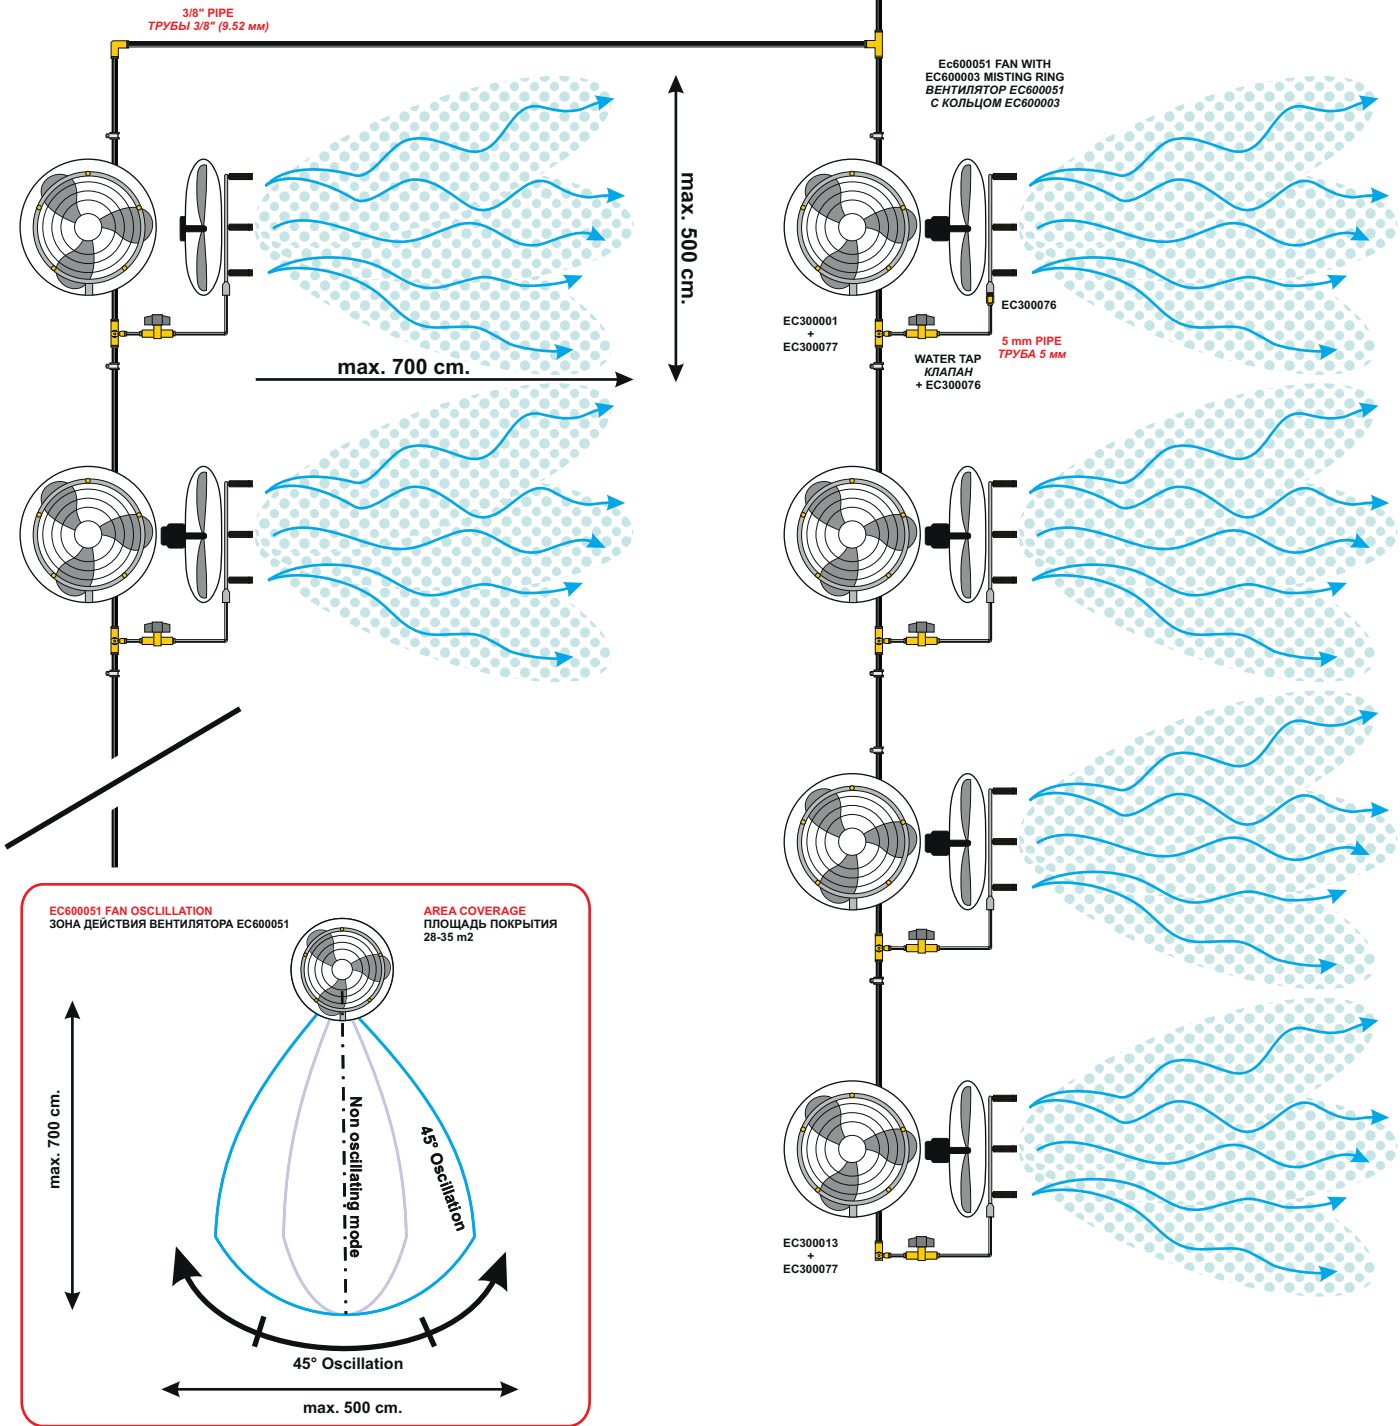 3/8" PIPE
ТРУБЫ 3/8" (9.52 мм)
Ec600051 FAN WITH
EC600003 MISTING RING
ВЕНТИЛЯТОР EC600051
С КОЛЬЦОМ EC600003
max. 500 cm.
max. 700 cm.
EC300001
+
EC300077
EC300076
5 mm PIPE
ТРУБА 5 мм
WATER TAP
КЛАПАН
+ EC300076
EC600051 FAN OSCLILLATION
ЗОНА ДЕЙСТВИЯ ВЕНТИЛЯТОРА EC600051
AREA COVERAGE
ПЛОЩАДЬ ПОКРЫТИЯ
28-35 m2
max. 700 cm.
Non oscillating mode
45° Oscillation
45° Oscillation
max. 500 cm.
EC300013
+
EC300077